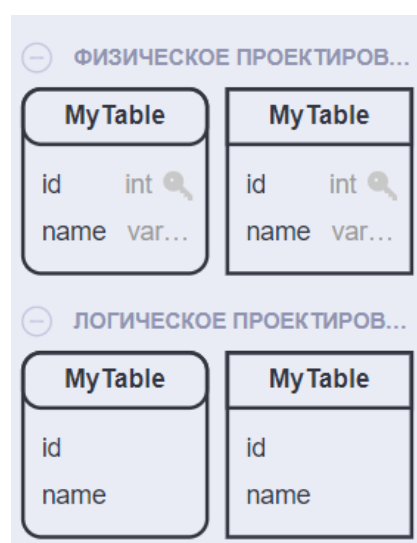 ФИЗИЧЕСКОЕ ПРОЕКТИРОВ...
MyTable MyTable
id int id int
name var... name var...
ЛОГИЧЕСКОЕ ПРОЕКТИРОВ...
MyTable MyTable
id id
name name